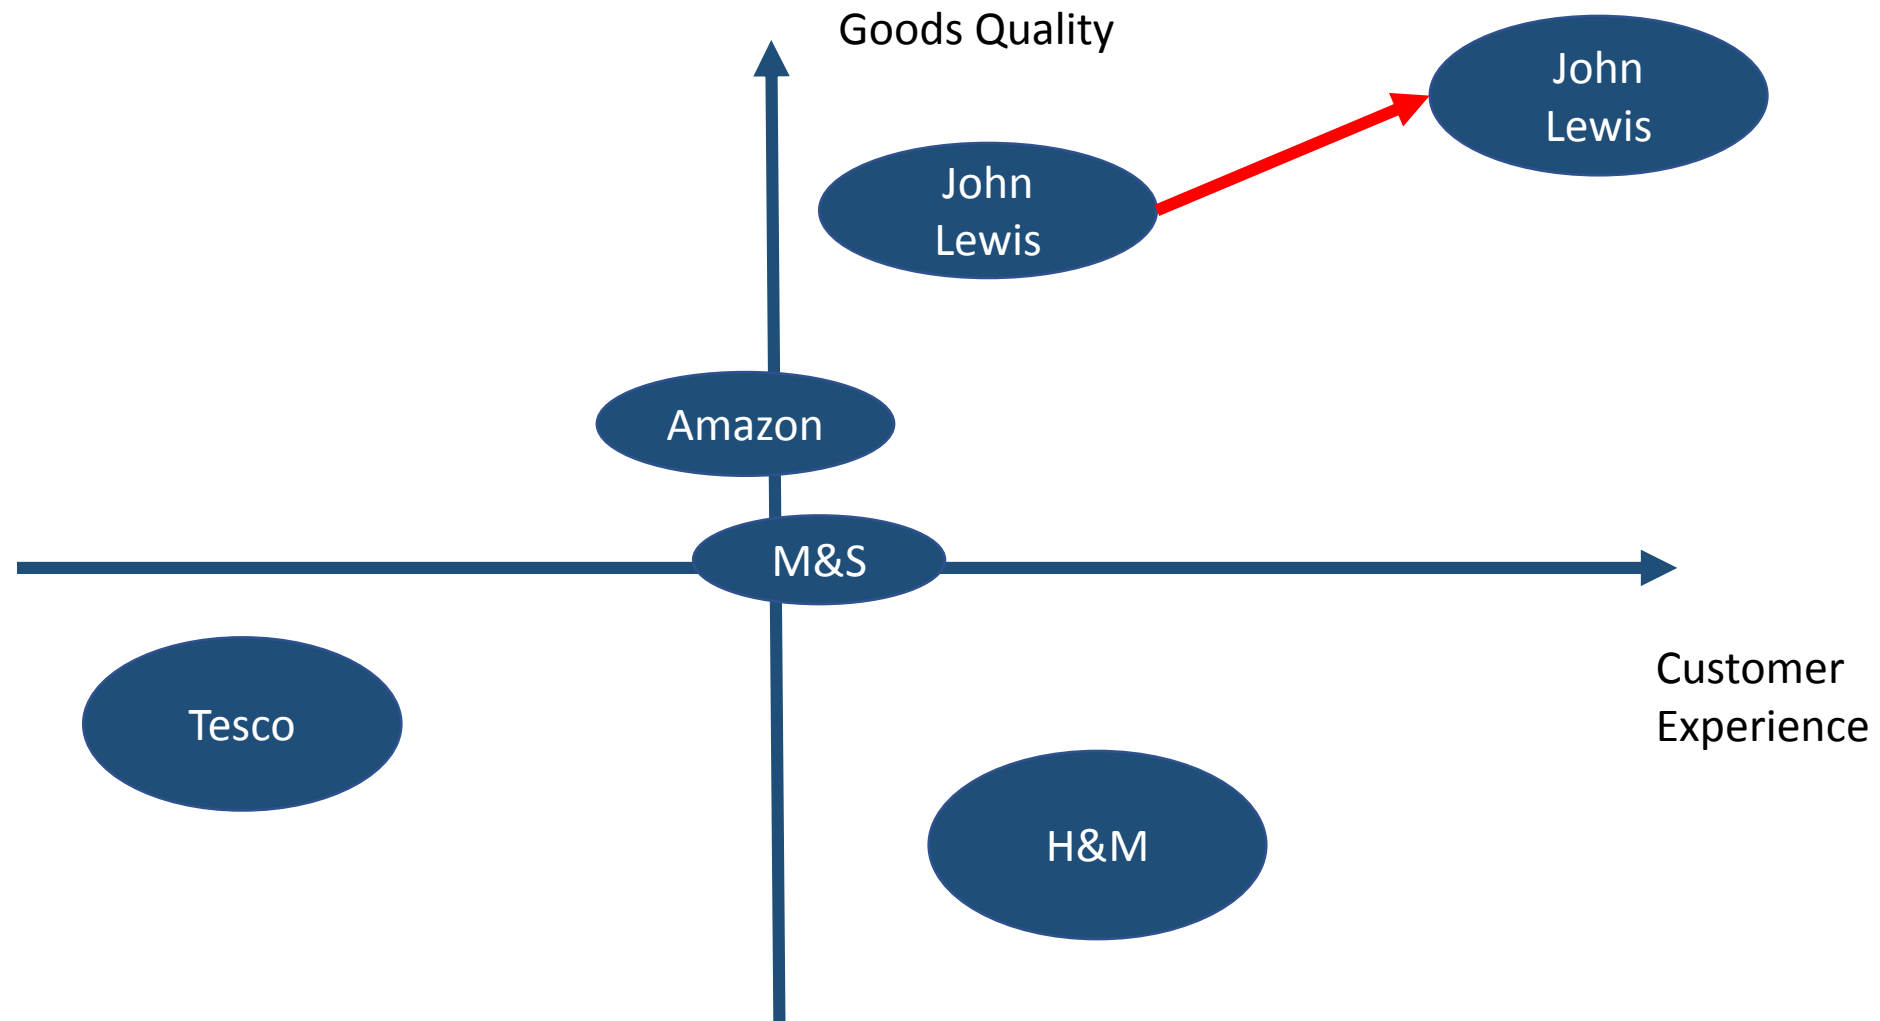 Goods Quality
John
Lewis
John
Lewis
Amazon
M&S
Customer
Experience
Tesco
H&M